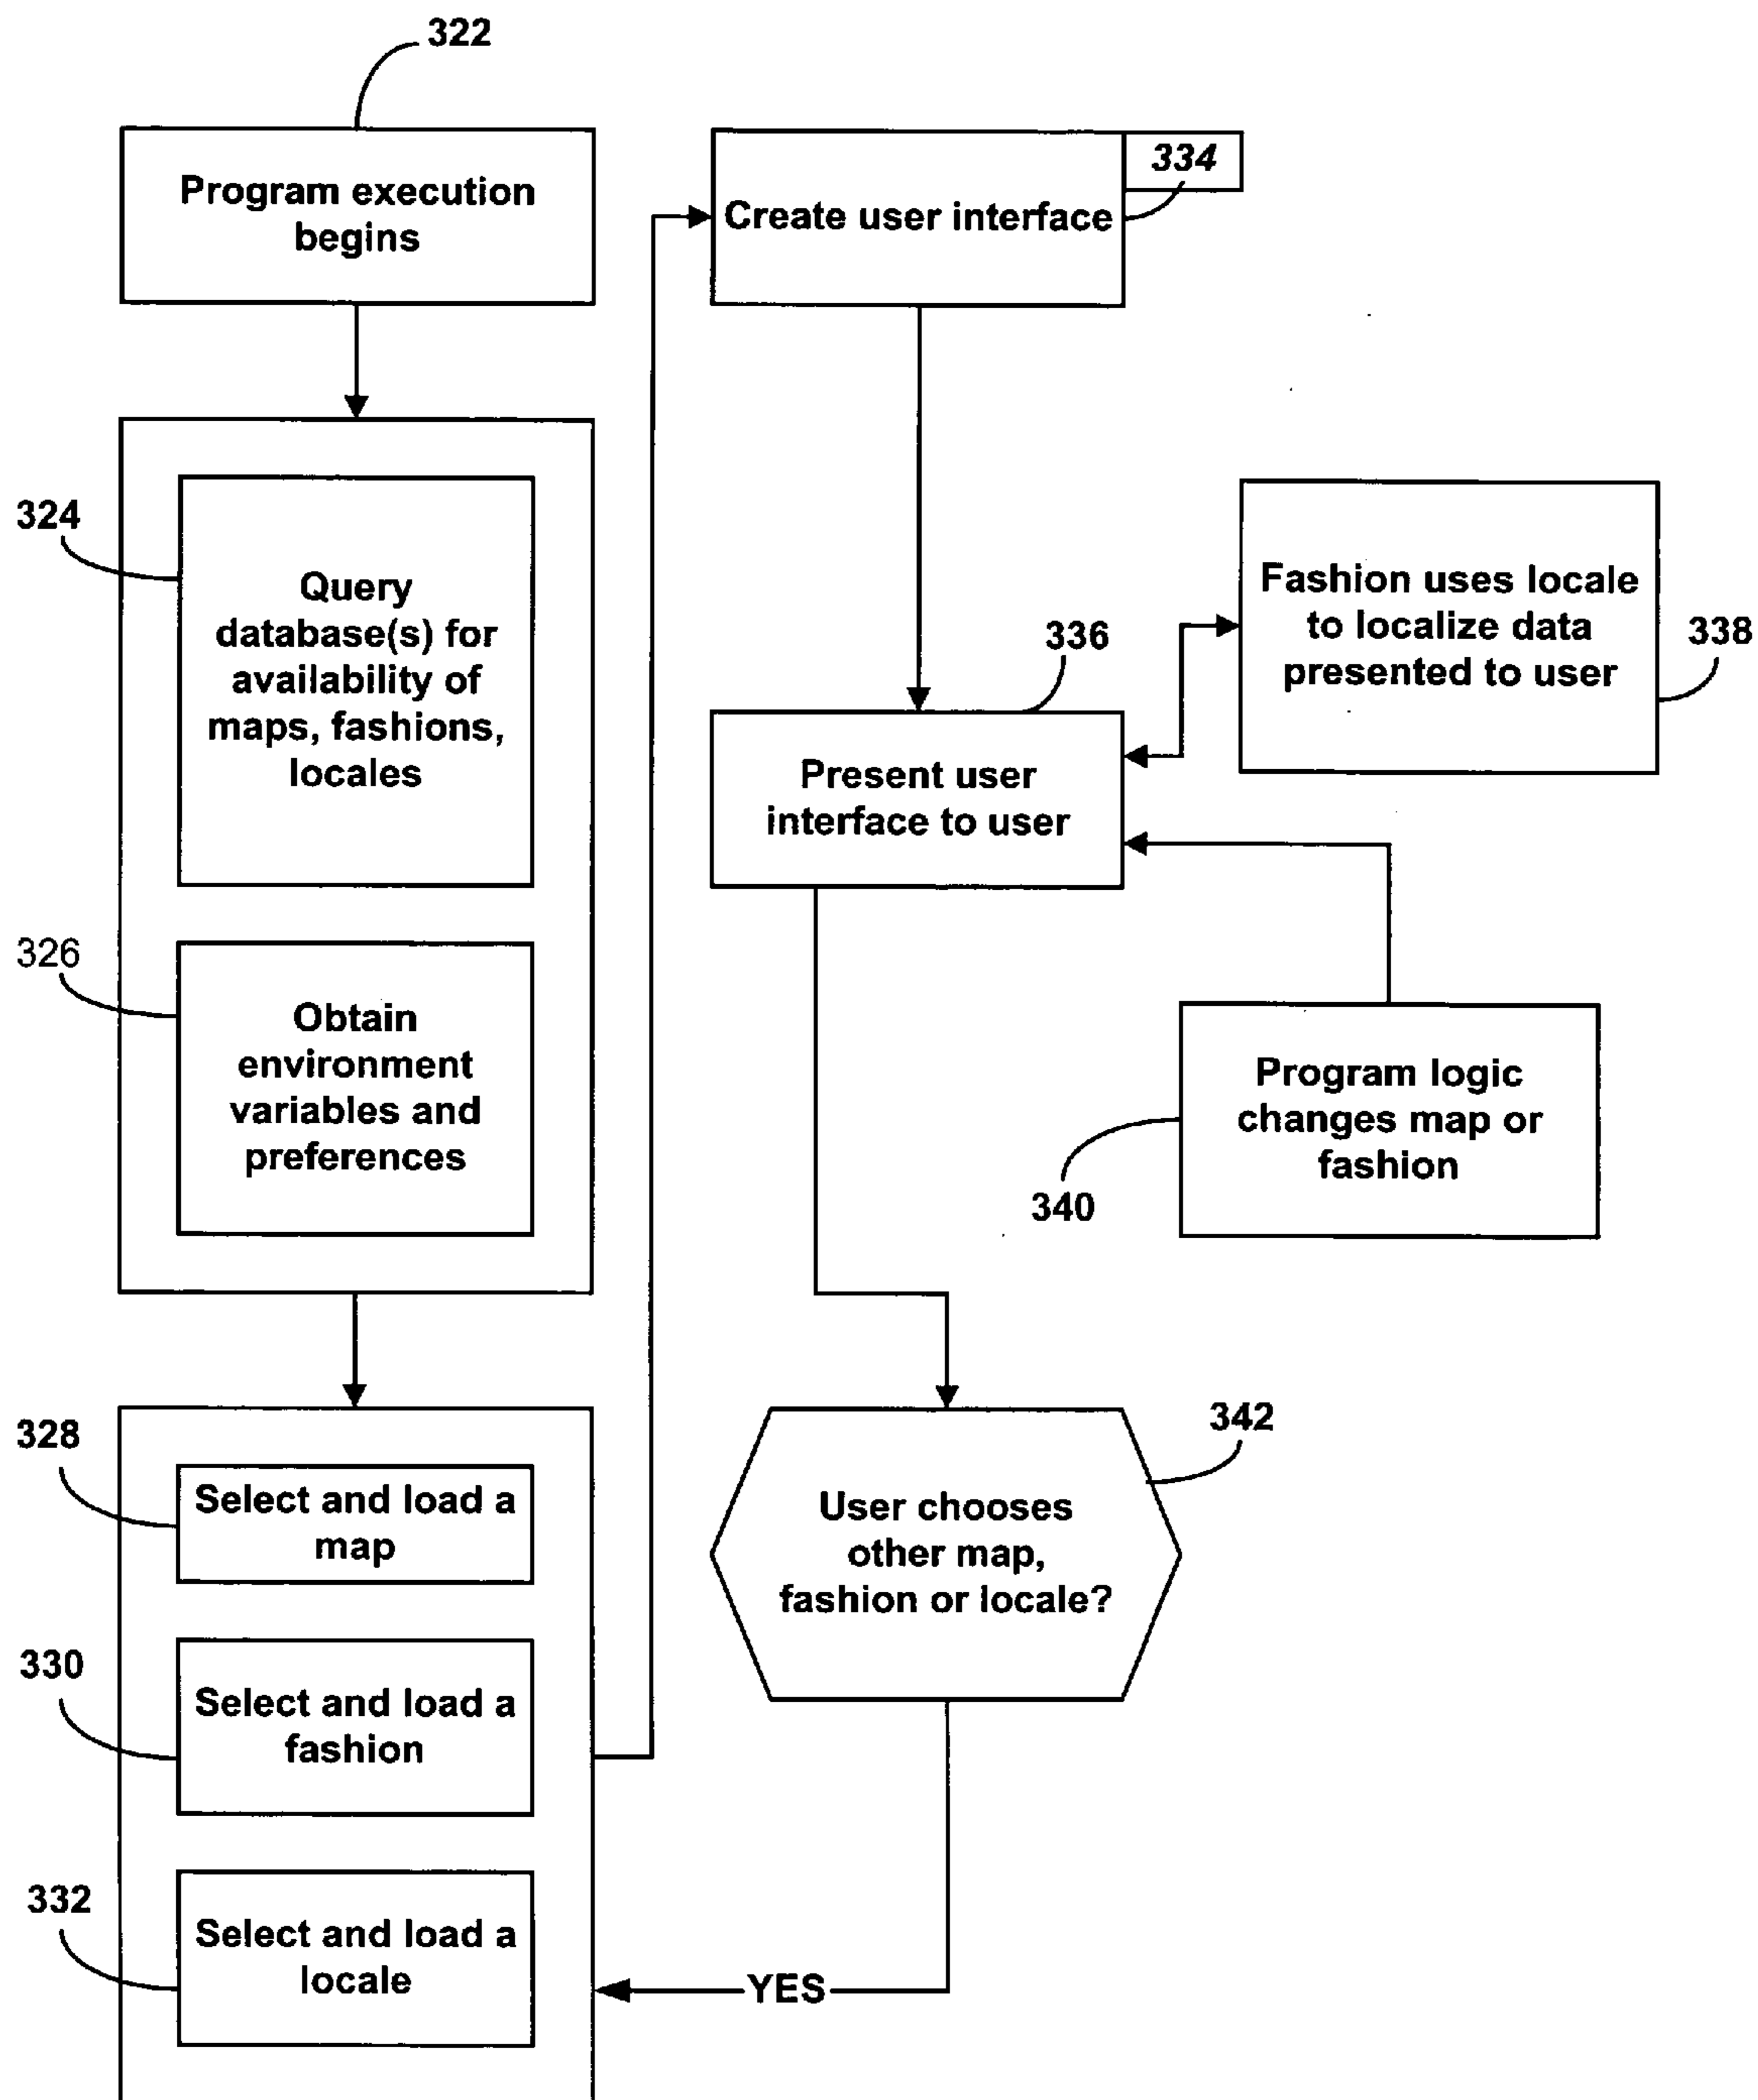 322
Program execution
begins
324
Query
database(s) for
availability of
maps, fashions,
locales
326
Obtain
environment
variables and
preferences
328
Select and load a
map
330
Select and load a
fashion
332
Select and load a
locale
334
Create user interface
336
Present user
interface to user
Fashion uses locale
to localize data
presented to user
338
Program logic
changes map or
fashion
340
342
User chooses
other map,
fashion or locale?
YES